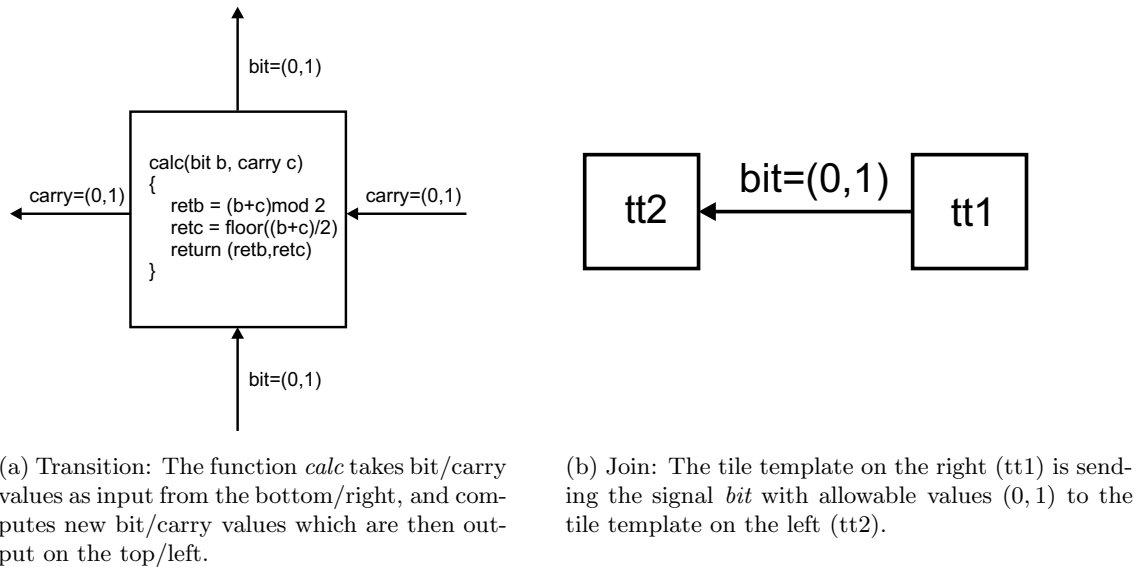 bit=(0,1)
calc(bit b, carry c)
{
retb = (b+c)mod 2
retc = floor((b+c)/2)
return (retb,retc)
}
carry=(0,1)
carry=(0,1)
bit=(0,1)
tt2
bit=(0,1)
tt1
(a) Transition: The function calc takes bit/carry
values as input from the bottom/right, and com-
putes new bit/carry values which are then out-
put on the top/left.
(b) Join: The tile template on the right (tt1) is send-
ing the signal bit with allowable values (0, 1) to the
tile template on the left (tt2).